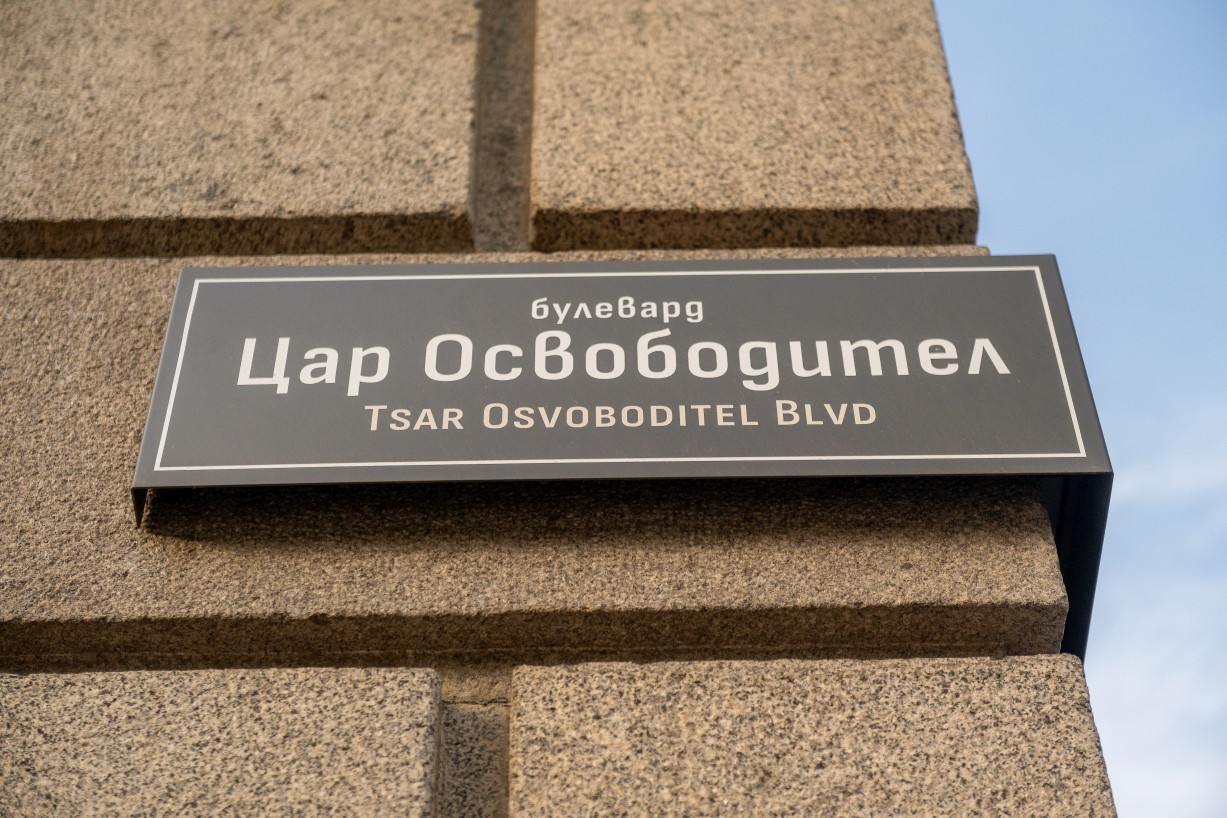 булевард
Цар Освободител
Tsar Osvoboditel Blvd